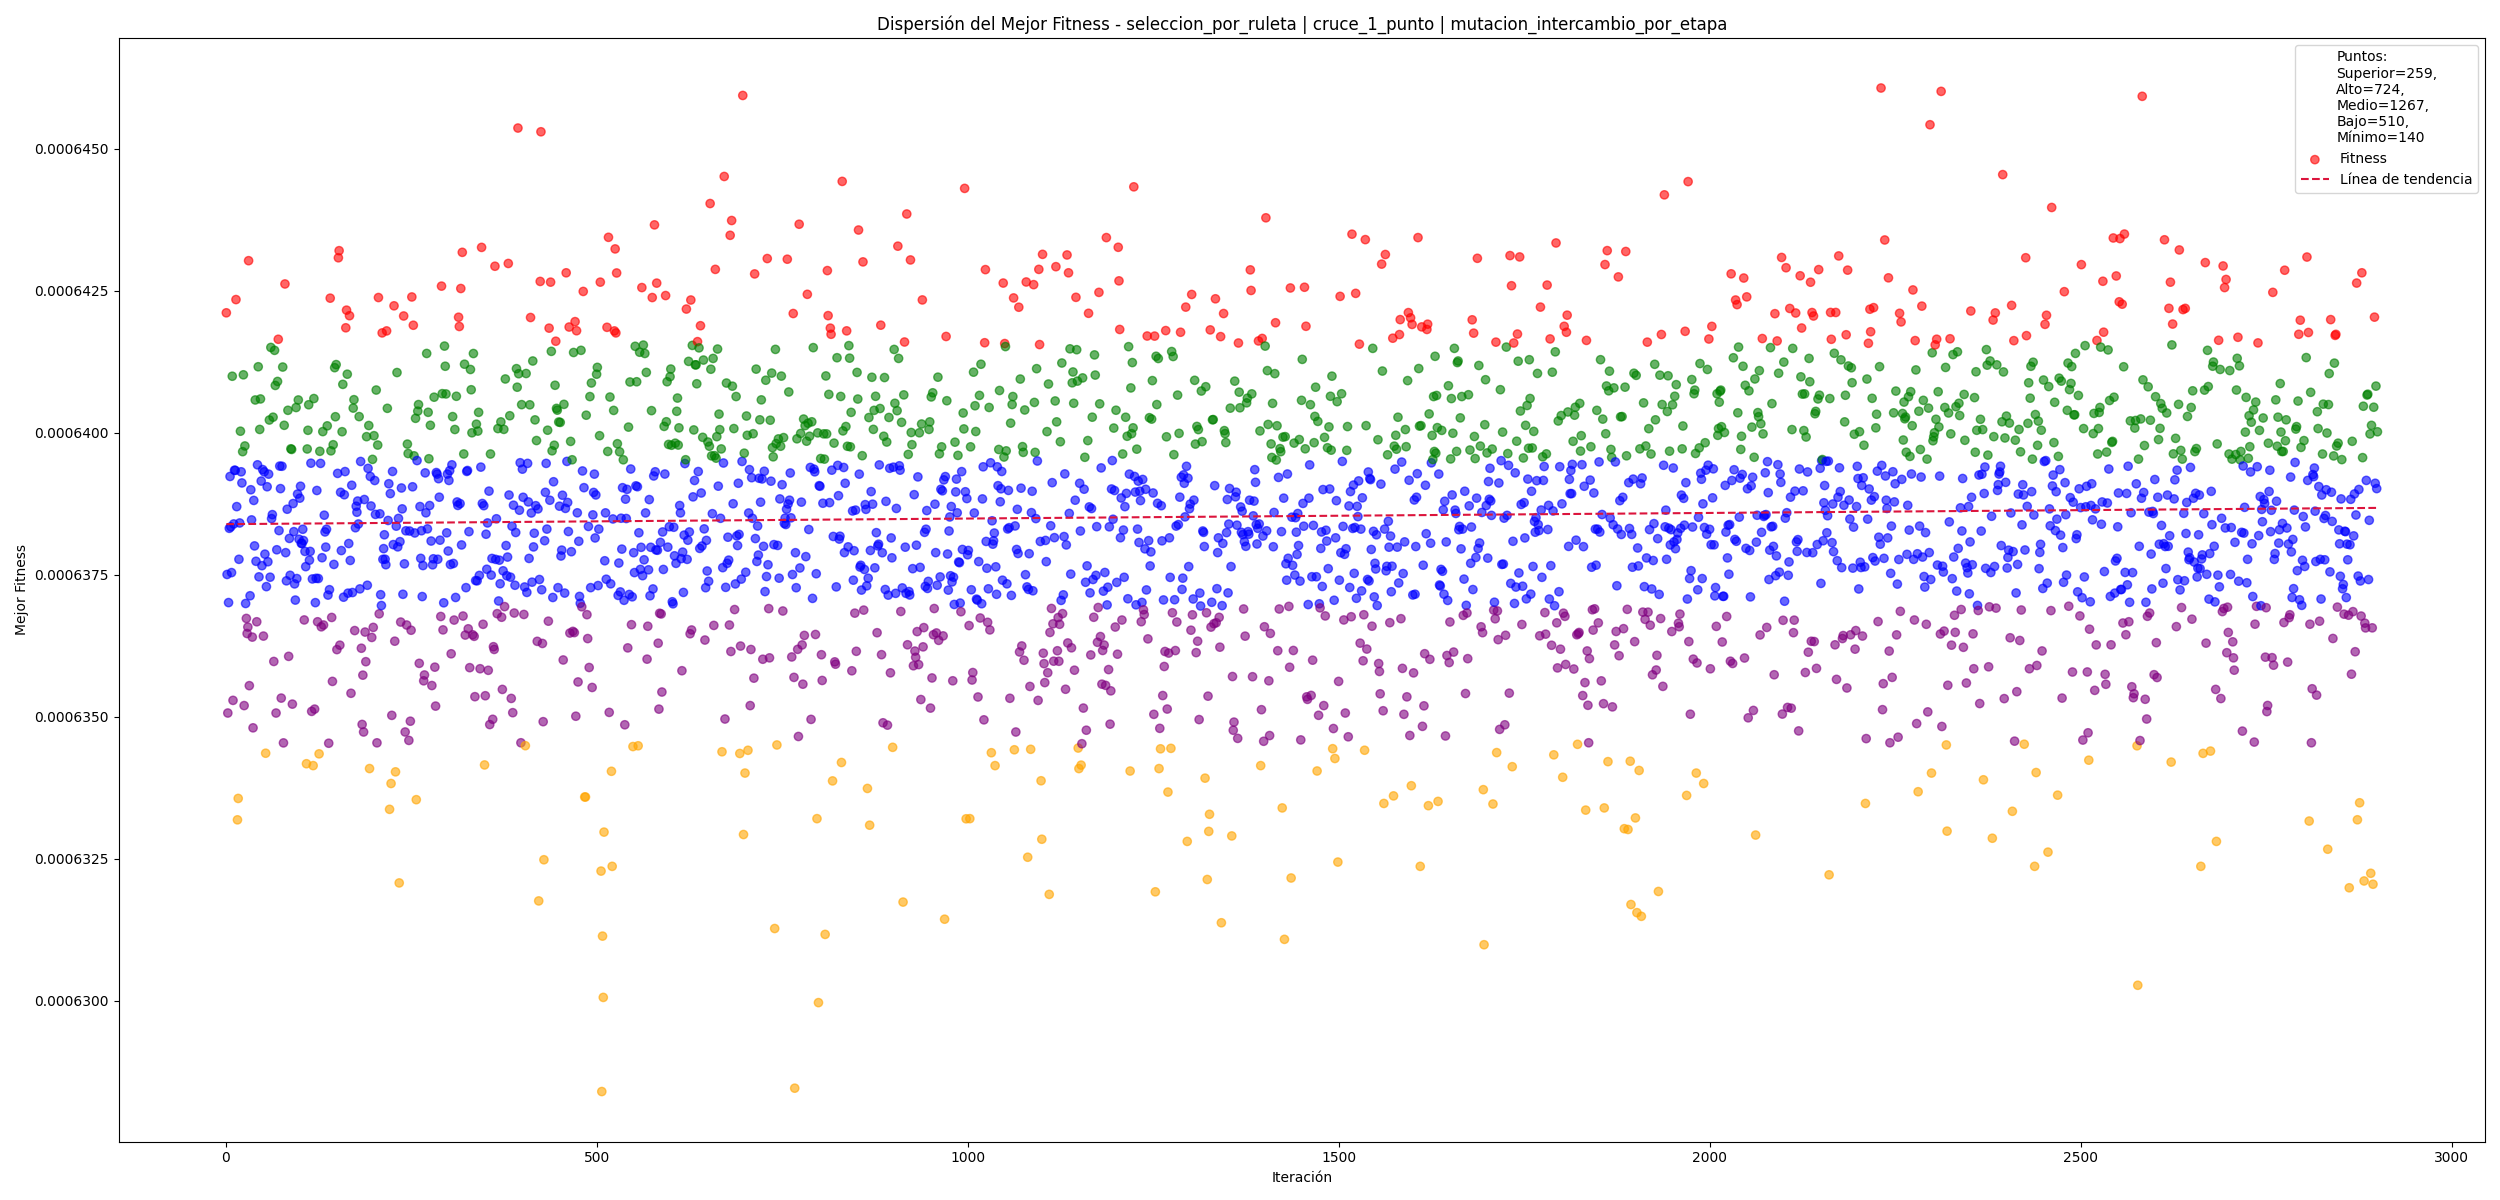 Dispersión del Mejor Fitness - seleccion_por_ruleta | cruce_1_punto | mutacion_intercambio_por_etapa
Puntos:
Superior=259,
Alto=724,
Medio=1267,
Bajo=510,
Mínimo=140
Fitness
Línea de tendencia
Mejor Fitness
0.0006450
0.0006425
0.0006400
0.0006375
0.0006350
0.0006325
0.0006300
0
500
1000
1500
2000
2500
3000
Iteración